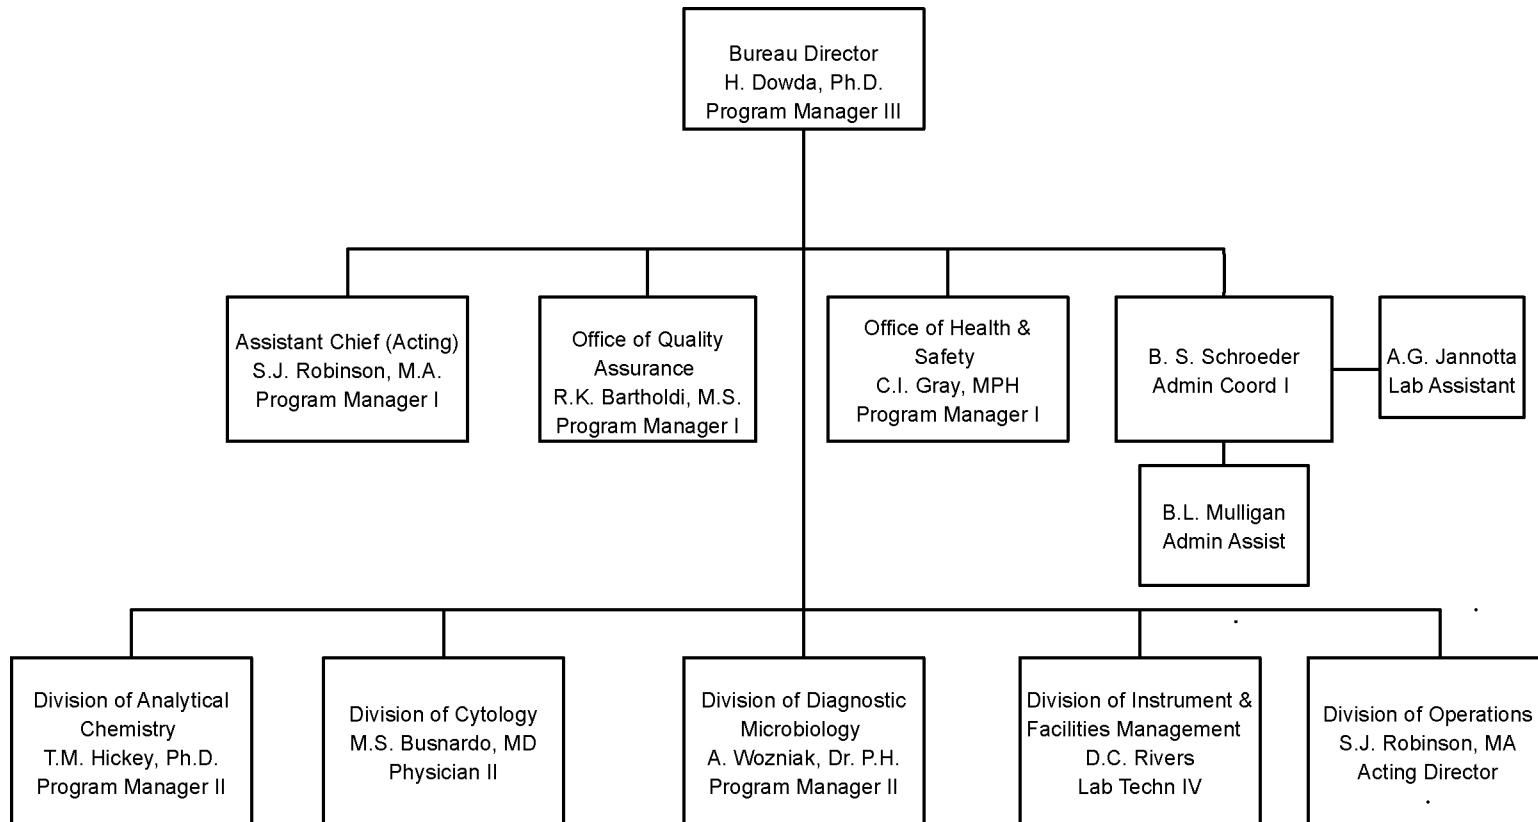 Bureau Director
H. Dowda, Ph.D.
Program Manager III
Assistant Chief (Acting)
S.J. Robinson, M.A.
Program Manager I
Office of Quality
Assurance
R.K. Bartholdi, M.S.
Program Manager I
Office of Health &
Safety
C.I. Gray, MPH
Program Manager I
B. S. Schroeder
Admin Coord I
A.G. Jannotta
Lab Assistant
B.L. Mulligan
Admin Assist
Division of Analytical
Chemistry
T.M. Hickey, Ph.D.
Program Manager II
Division of Cytology
M.S. Busnardo, MD
Physician II
Division of Diagnostic
Microbiology
A. Wozniak, Dr. P.H.
Program Manager II
Division of Instrument &
Facilities Management
D.C. Rivers
Lab Techn IV
Division of Operations
S.J. Robinson, MA
Acting Director